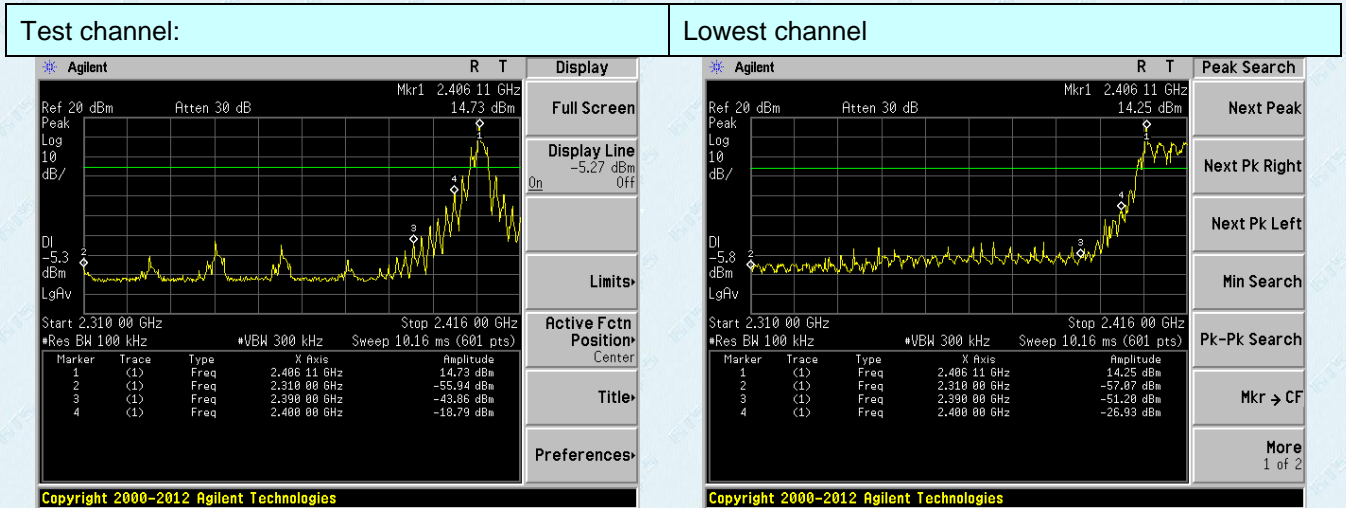 Test channel:
Lowest channel
Agilent
R T
Display
Mkr1 2.406 11 GHz
Ref 20 dBm Atten 30 dB 14.73 dBm
Peak
Log
10
dB/
1
4
3
2
DI
-5.3
dBm
LgAv
Start 2.310 00 GHz Stop 2.416 00 GHz
#Res BW 100 kHz #VBW 300 kHz Sweep 10.16 ms (601 pts)
Marker Trace Type X Axis Amplitude
1 (1) Freq 2.406 11 GHz 14.73 dBm
2 (1) Freq 2.310 00 GHz -55.94 dBm
3 (1) Freq 2.390 00 GHz -43.86 dBm
4 (1) Freq 2.400 00 GHz -18.79 dBm
Full Screen
Display Line
-5.27 dBm
On Off
Limits
Active Fctn
Position
Center
Title
Preferences
Copyright 2000-2012 Agilent Technologies
Agilent
R T
Peak Search
Mkr1 2.406 11 GHz
Ref 20 dBm Atten 30 dB 14.25 dBm
Peak
Log
10
dB/
1
4
3
2
DI
-5.8
dBm
LgAv
Start 2.310 00 GHz Stop 2.416 00 GHz
#Res BW 100 kHz #VBW 300 kHz Sweep 10.16 ms (601 pts)
Marker Trace Type X Axis Amplitude
1 (1) Freq 2.406 11 GHz 14.25 dBm
2 (1) Freq 2.310 00 GHz -57.07 dBm
3 (1) Freq 2.390 00 GHz -51.20 dBm
4 (1) Freq 2.400 00 GHz -26.93 dBm
Next Peak
Next Pk Right
Next Pk Left
Min Search
Pk-Pk Search
Mkr → CF
More
1 of 2
Copyright 2000-2012 Agilent Technologies